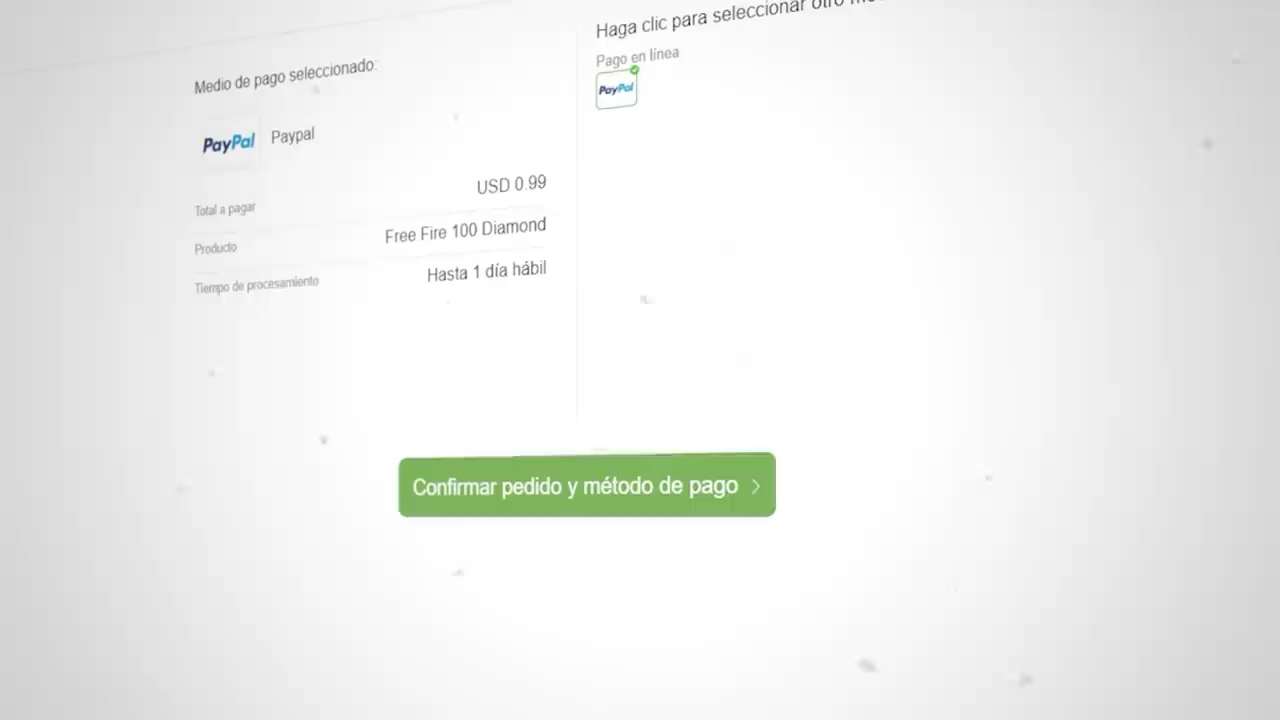 Medio de pago seleccionado:
PayPal Paypal
USD 0.99
Total a pagar
Free Fire 100 Diamond
Producto
Hasta 1 día hábil
Tiempo de procesamiento
Haga clic para seleccionar otro
Pago en línea
PayPal
Confirmar pedido y método de pago